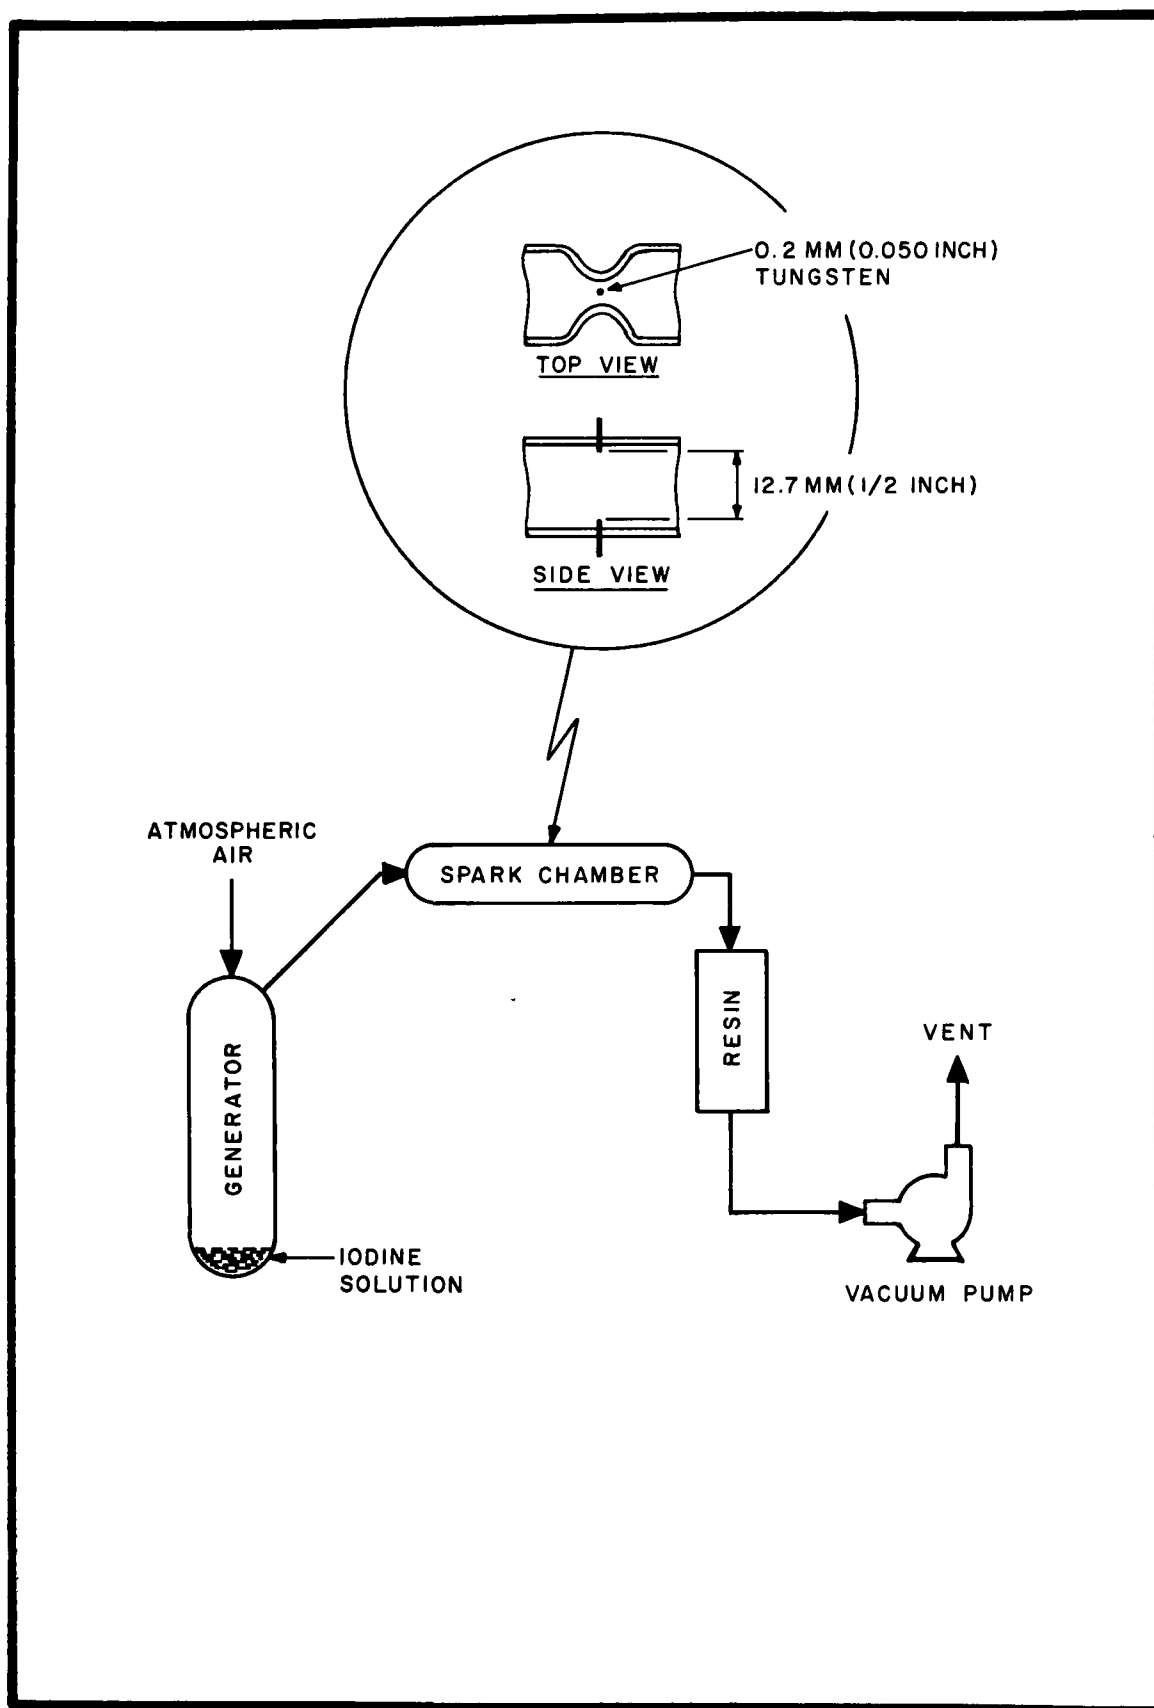 0.2 MM (0.050 INCH)
TUNGSTEN
TOP VIEW
12.7 MM (1/2 INCH)
SIDE VIEW
ATMOSPHERIC
AIR
SPARK CHAMBER
RESIN
VENT
GENERATOR
IODINE
SOLUTION
VACUUM PUMP